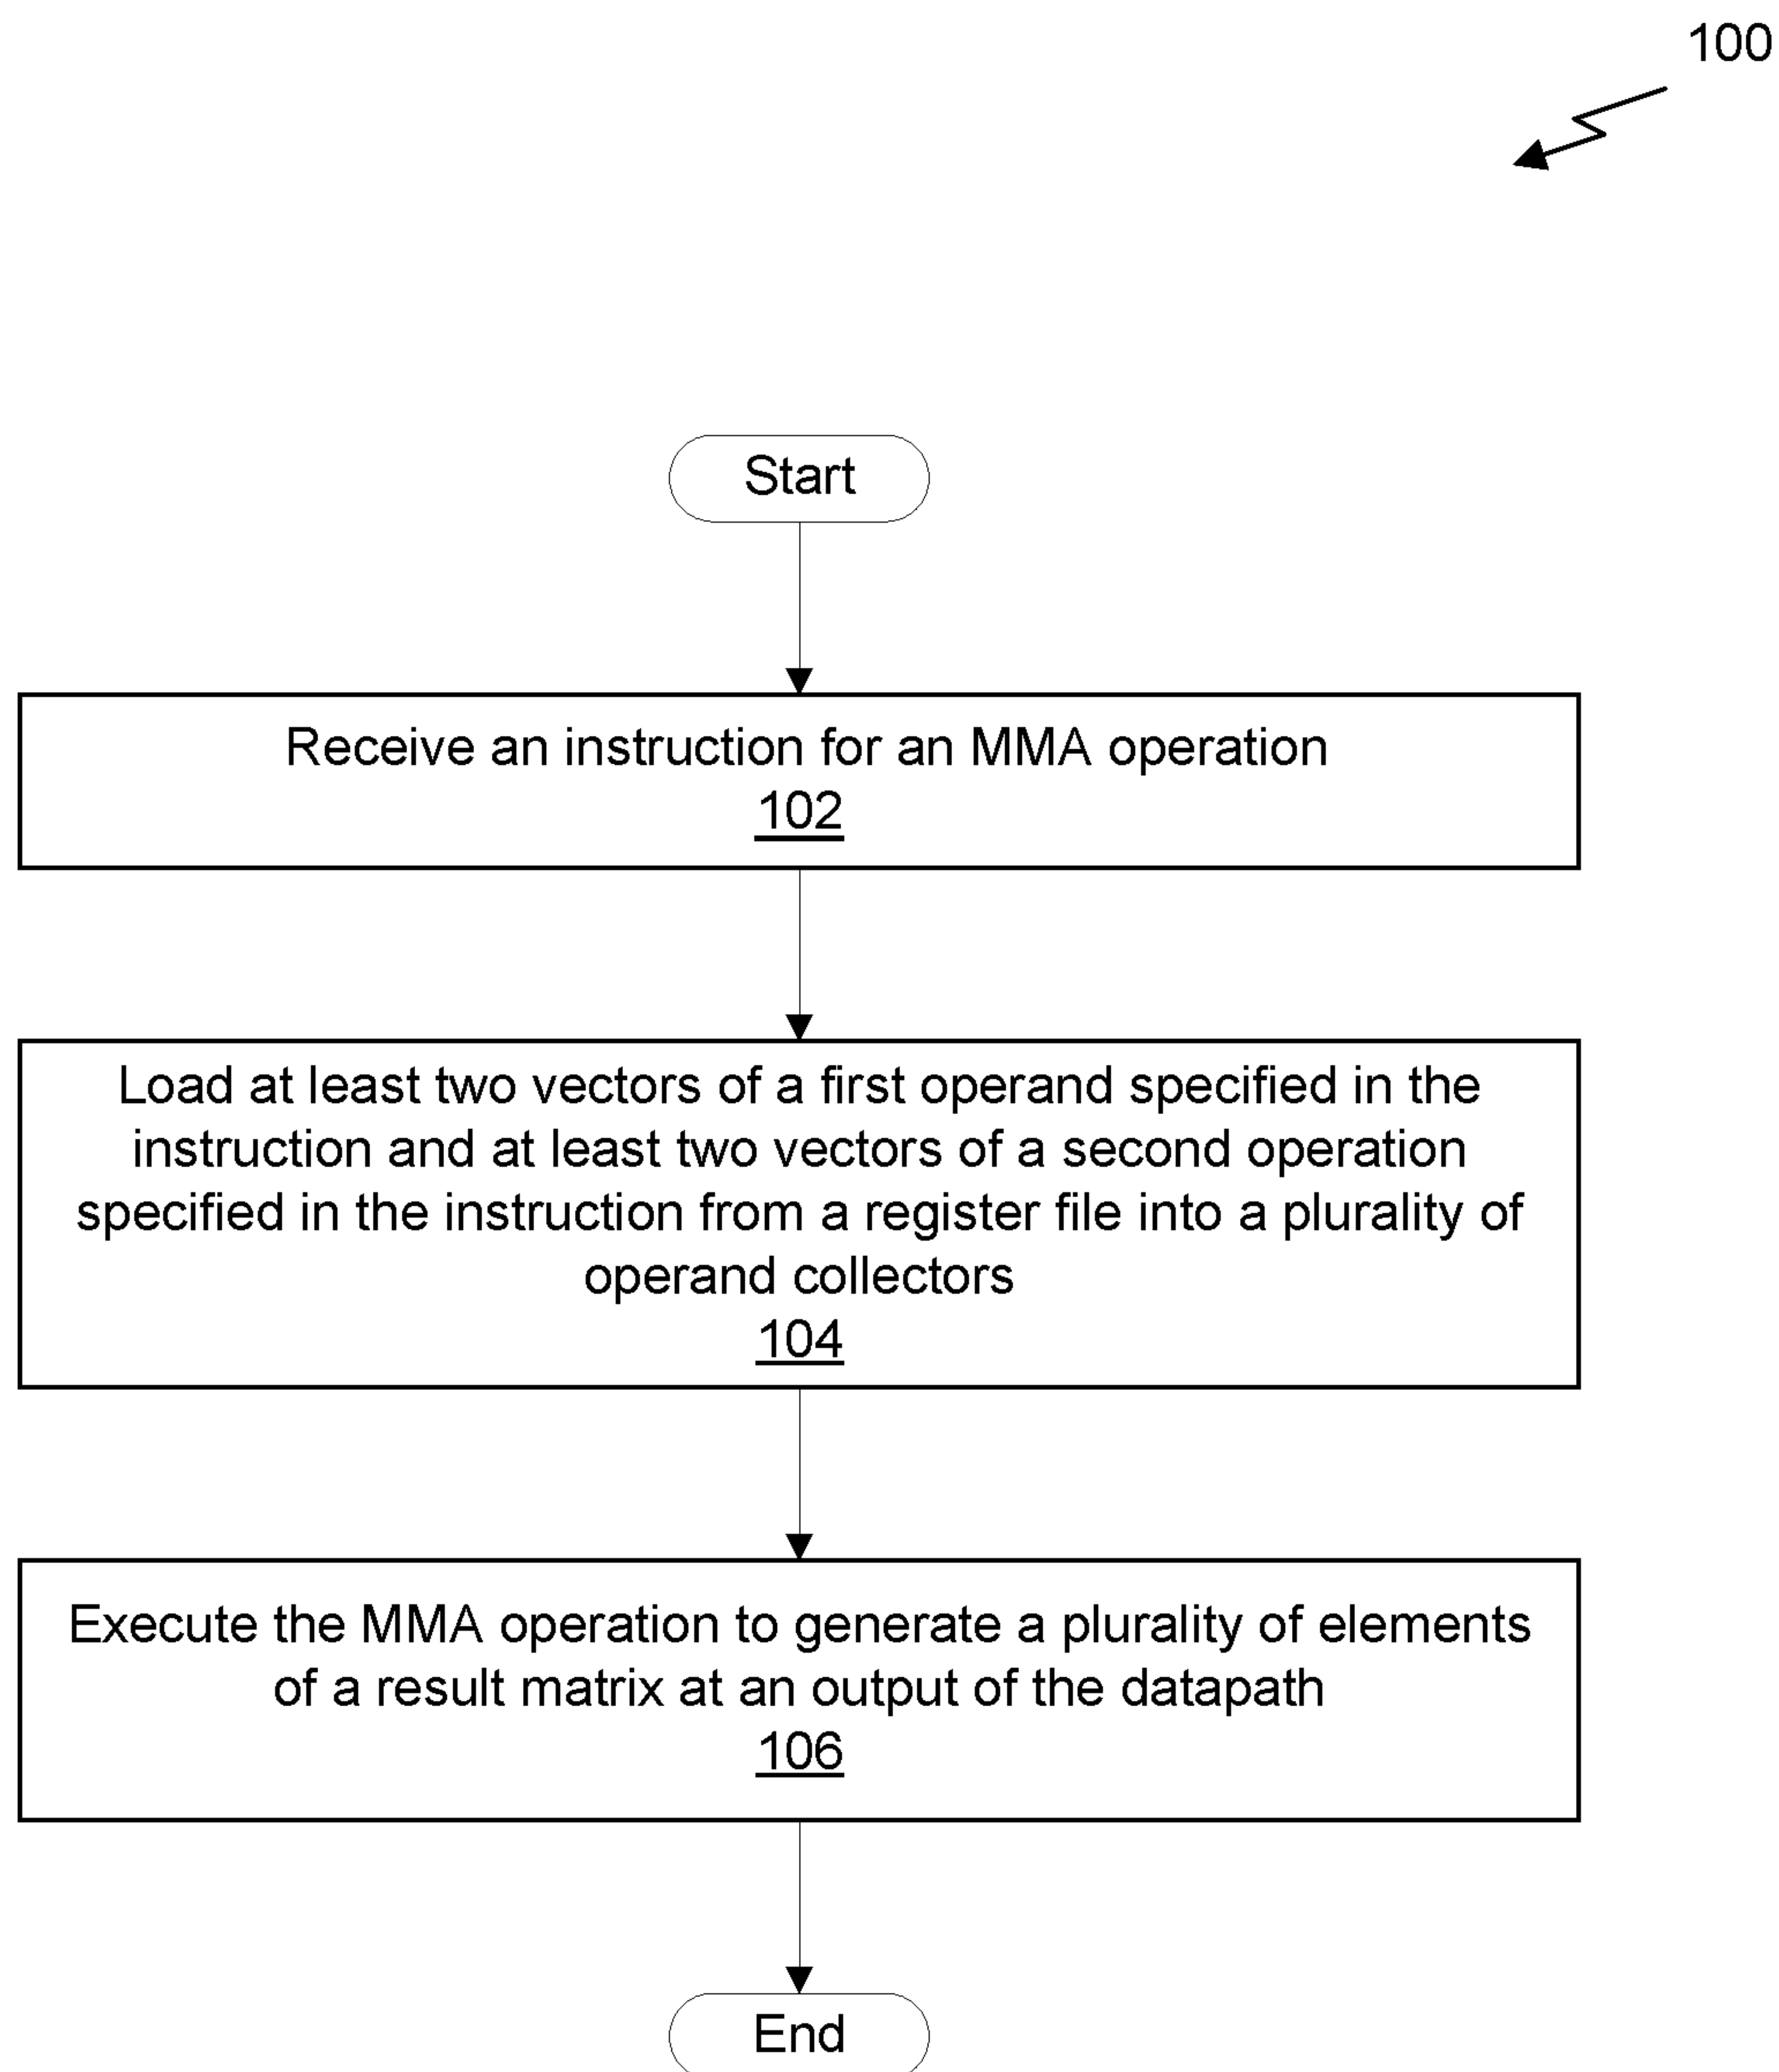 100
Start
Receive an instruction for an MMA operation
102
Load at least two vectors of a first operand specified in the
instruction and at least two vectors of a second operation
specified in the instruction from a register file into a plurality of
operand collectors
104
Execute the MMA operation to generate a plurality of elements
of a result matrix at an output of the datapath
106
End